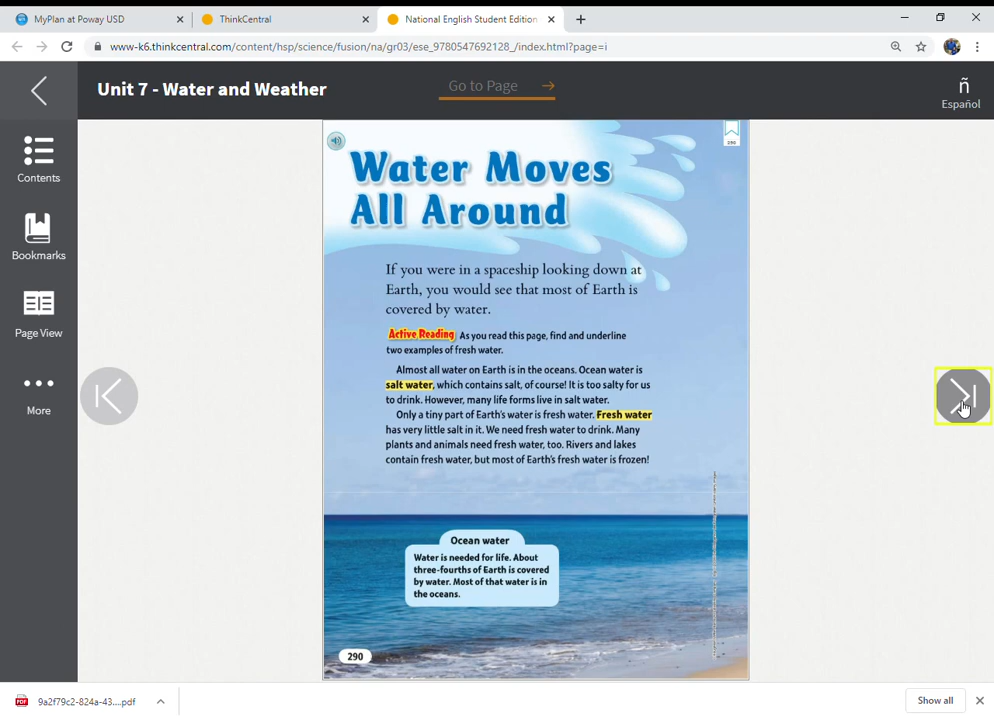 MyPlan at Poway USD
ThinkCentral
National English Student Edition
www-k6.thinkcentral.com/content/hsp/science/fusion/na/gr03/ese_9780547692128_/index.html?page=i
Unit 7 - Water and Weather
Go to Page
ñ
Español
Contents
Bookmarks
Page View
More
290
Water Moves
All Around
If you were in a spaceship looking down at
Earth, you would see that most of Earth is
covered by water.
Active Reading As you read this page, find and underline
two examples of fresh water.
Almost all water on Earth is in the oceans. Ocean water is
salt water, which contains salt, of course! It is too salty for us
to drink. However, many life forms live in salt water.
Only a tiny part of Earth's water is fresh water. Fresh water
has very little salt in it. We need fresh water to drink. Many
plants and animals need fresh water, too. Rivers and lakes
contain fresh water, but most of Earth's fresh water is frozen!
Ocean water
Water is needed for life. About
three-fourths of Earth is covered
by water. Most of that water is in
the oceans.
290
PDF
9a2f79c2-824a-43....pdf
Show all